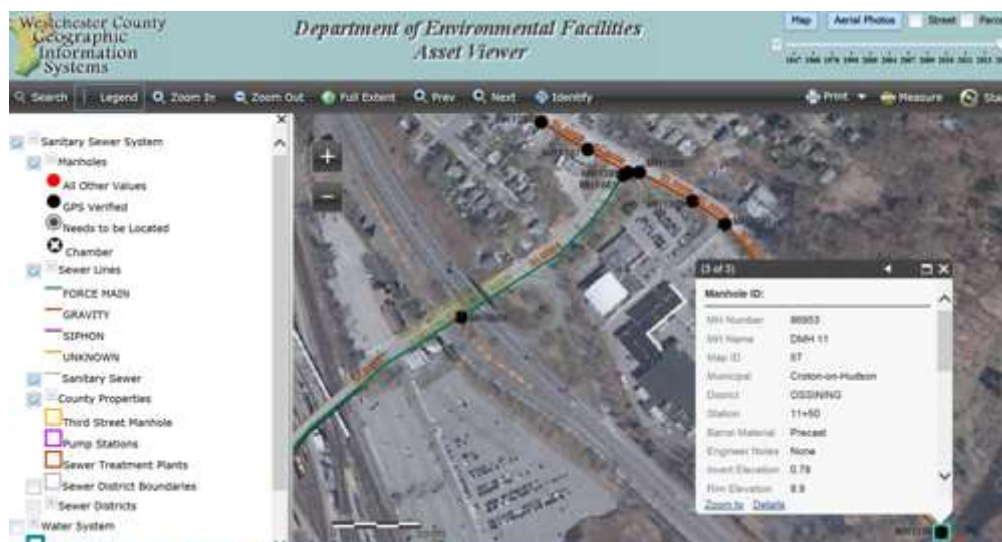 Westchester County
Geographic
Information
Systems
Department of Environmental Facilities
Asset Viewer
Map Aerial Photos Street
Search Legend Zoom In Zoom Out Full Extent Prev Next Identify Print Measure
Sanitary Sewer System
Manholes
All Other Values
GPS Verified
Needs to be Located
Chamber
Sewer Lines
FORCE MAIN
GRAVITY
SIPHON
UNKNOWN
Sanitary Sewer
County Properties
Third Street Manhole
Pump Stations
Sewer Treatment Plants
Sewer District Boundaries
Sewer Districts
Water System
(3 of 3)
Manhole ID:
MH Number 86953
MH Name DMH 11
Map ID 57
Municipal Croton-on-Hudson
District OSSINING
Station 11+50
Barrel Material Precast
Engineer Notes None
Invert Elevation 0.78
Rim Elevation 9.9
Zoom to Details